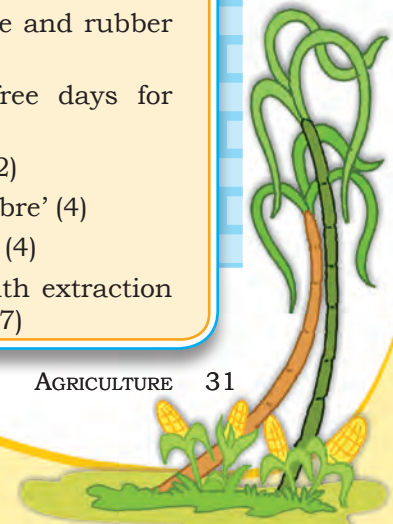 e and rubber
free days for
2)
bre’ (4)
(4)
th extraction
7)
AGRICULTURE 31